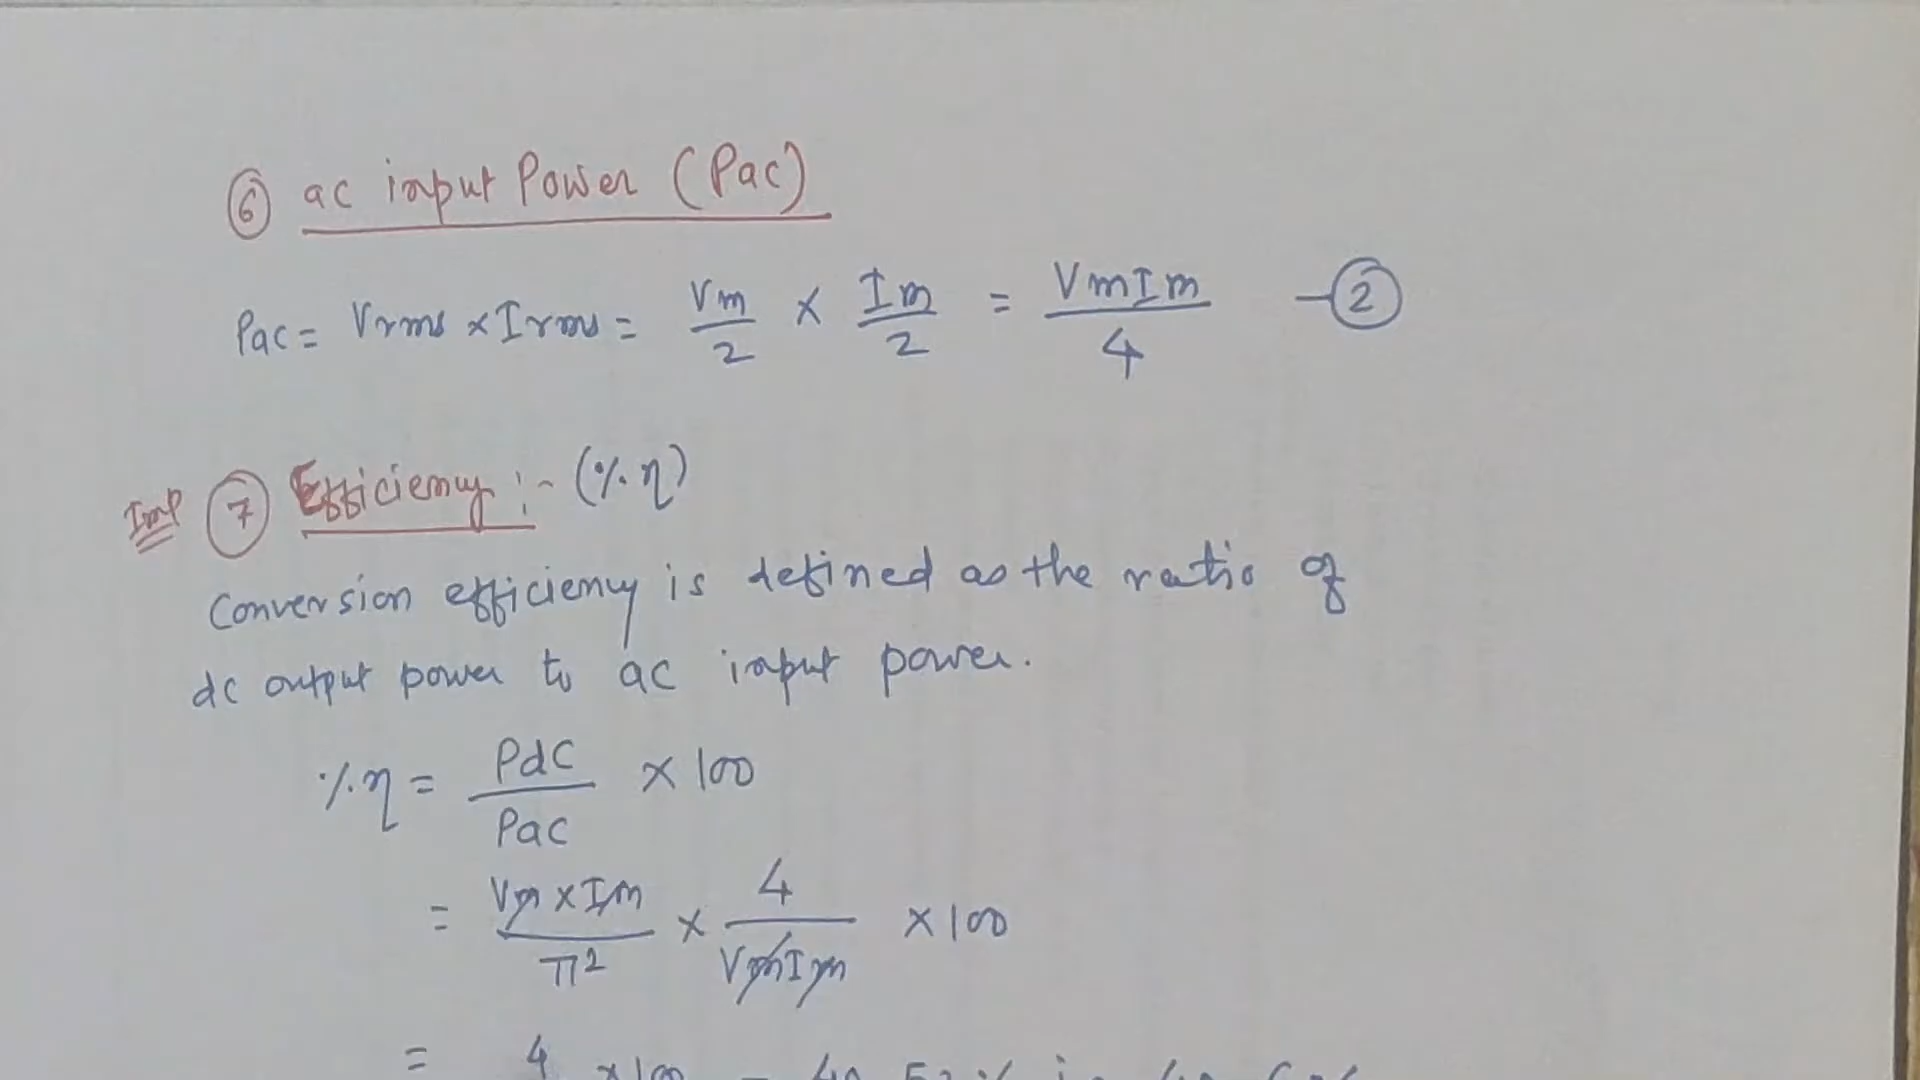 ⑥ ac input Power (Pac)
Pac = Vrms × Irms = Vm/2 × Im/2 = VmIm/4 —②
Imp ⑦ Efficiency :- (% η)
Conversion efficiency is defined as the ratio of
dc output power to ac input power.
% η = Pdc/Pac × 100
= Vm × Im/π² × 4/VmIm × 100
= 4 × 100 =